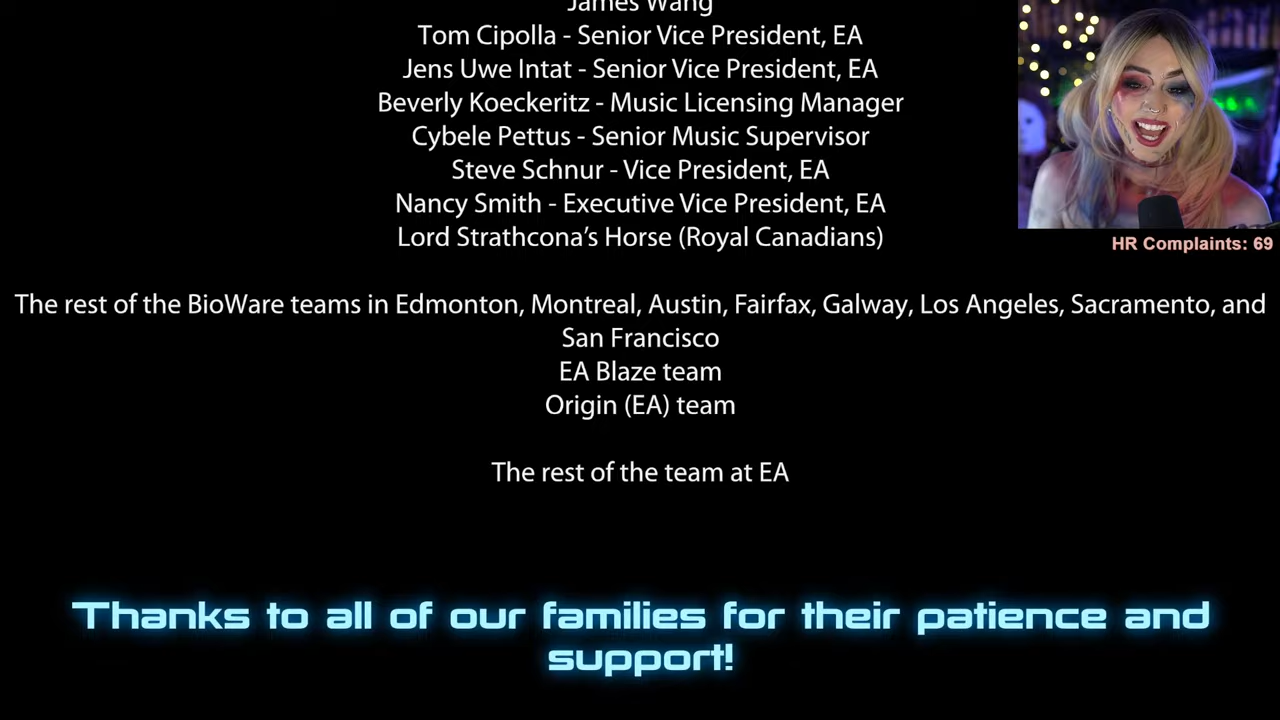 James Wang
Tom Cipolla - Senior Vice President, EA
Jens Uwe Intat - Senior Vice President, EA
Beverly Koeckeritz - Music Licensing Manager
Cybele Pettus - Senior Music Supervisor
Steve Schnur - Vice President, EA
Nancy Smith - Executive Vice President, EA
Lord Strathcona’s Horse (Royal Canadians)
HR Complaints: 69
The rest of the BioWare teams in Edmonton, Montreal, Austin, Fairfax, Galway, Los Angeles, Sacramento, and
San Francisco
EA Blaze team
Origin (EA) team
The rest of the team at EA
Thanks to all of our families for their patience and
support!